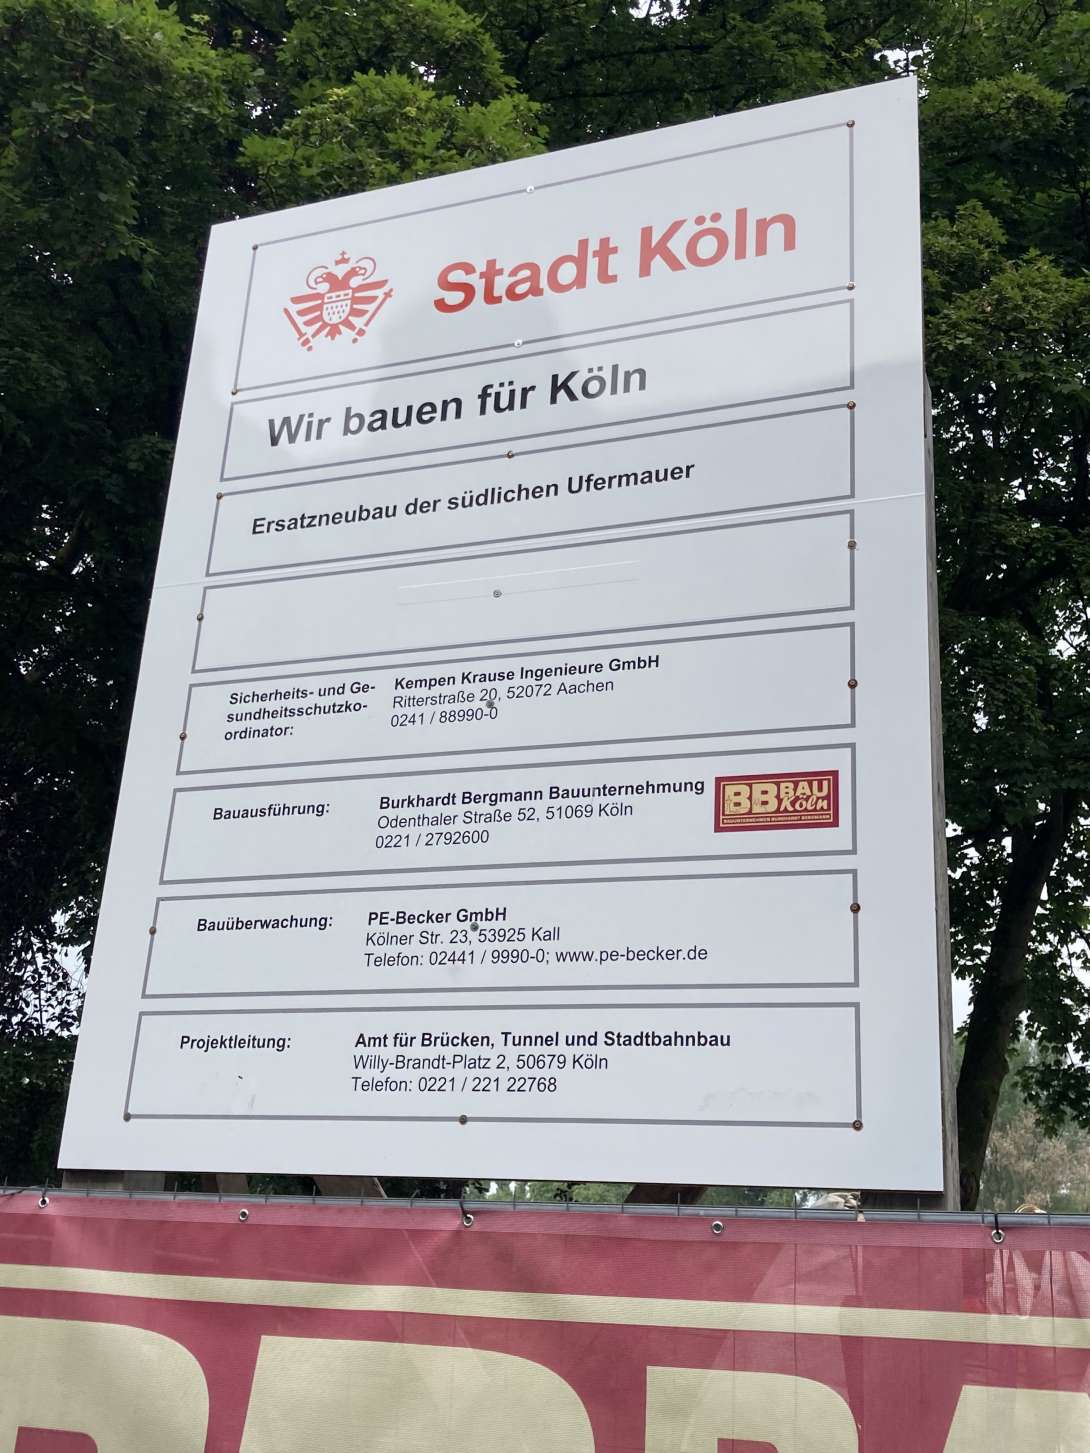 Stadt Köln
Wir bauen für Köln
Ersatzneubau der südlichen Ufermauer
Sicherheits- und Ge-
sundheitsschutzko-
ordinator:
Kempen Krause Ingenieure GmbH
Ritterstraße 20, 52072 Aachen
0241 / 88990-0
Bauausführung:
Burkhardt Bergmann Bauunternehmung
Odenthaler Straße 52, 51069 Köln
0221 / 2792600
BB BAU
Köln
BAUUNTERNEHMEN BURKHARDT BERGMANN
Bauüberwachung:
PE-Becker GmbH
Kölner Str. 23, 53925 Kall
Telefon: 02441 / 9990-0; www.pe-becker.de
Projektleitung:
Amt für Brücken, Tunnel und Stadtbahnbau
Willy-Brandt-Platz 2, 50679 Köln
Telefon: 0221 / 221 22768